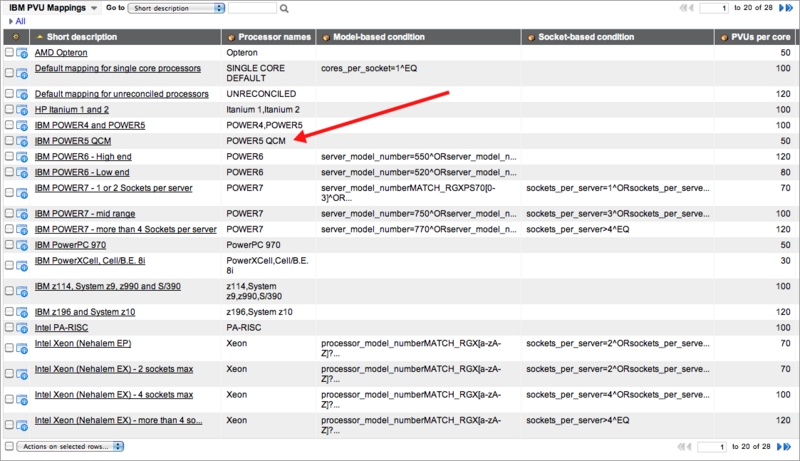 IBM PVU Mappings Go to Short description
1 to 20 of 28
All
Short description Processor names Model-based condition Socket-based condition PVUs per core
AMD Opteron Opteron 50
Default mapping for single core processors SINGLE CORE cores_per_socket=1^EQ 100
DEFAULT
Default mapping for unreconciled processors UNRECONCILED 120
HP Itanium 1 and 2 Itanium 1,Itanium 2 100
IBM POWER4 and POWER5 POWER4,POWER5 100
IBM POWER5 QCM POWER5 QCM 50
IBM POWER6 - High end POWER6 server_model_number=550^ORserver_model_n... 120
IBM POWER6 - Low end POWER6 server_model_number=520^ORserver_model_n... 80
IBM POWER7 - 1 or 2 Sockets per server POWER7 server_model_numberMATCH_RGXPS70[0- sockets_per_server=1^ORsockets_per_serve... 70
3]^OR...
IBM POWER7 - mid range POWER7 server_model_number=750^ORserver_model_n... sockets_per_server=3^ORsockets_per_serve... 100
IBM POWER7 - more than 4 Sockets per server POWER7 server_model_number=770^ORserver_model_n... sockets_per_server>4^EQ 120
IBM PowerPC 970 PowerPC 970 50
IBM PowerXCell, Cell/B.E. 8i PowerXCell,Cell/B.E. 30
8i
IBM z114, System z9, z990 and S/390 z114,System 100
z9,z990,S/390
IBM z196 and System z10 z196,System z10 120
Intel PA-RISC PA-RISC 100
Intel Xeon (Nehalem EP) Xeon processor_model_numberMATCH_RGX[a-zA- sockets_per_server=2^ORsockets_per_serve... 70
Z]?...
Intel Xeon (Nehalem EX) - 2 sockets max Xeon processor_model_numberMATCH_RGX[a-zA- sockets_per_server=2^ORsockets_per_serve... 70
Z]?...
Intel Xeon (Nehalem EX) - 4 sockets max Xeon processor_model_numberMATCH_RGX[a-zA- sockets_per_server=4^ORsockets_per_serve... 100
Z]?...
Intel Xeon (Nehalem EX) - more than 4 so... Xeon processor_model_numberMATCH_RGX[a-zA- sockets_per_server>4^EQ 120
Z]?...
Actions on selected rows... 1 to 20 of 28